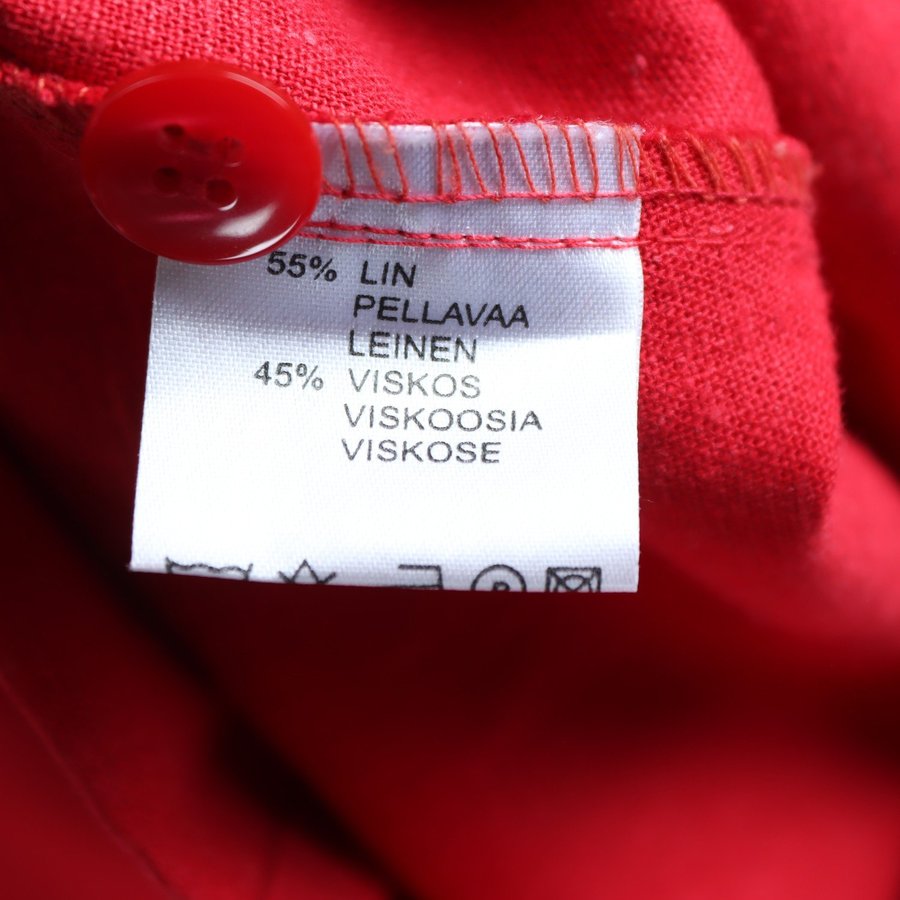 55% LIN
PELLAVAA
LEINEN
45% VISKOS
VISKOOSIA
VISKOSE